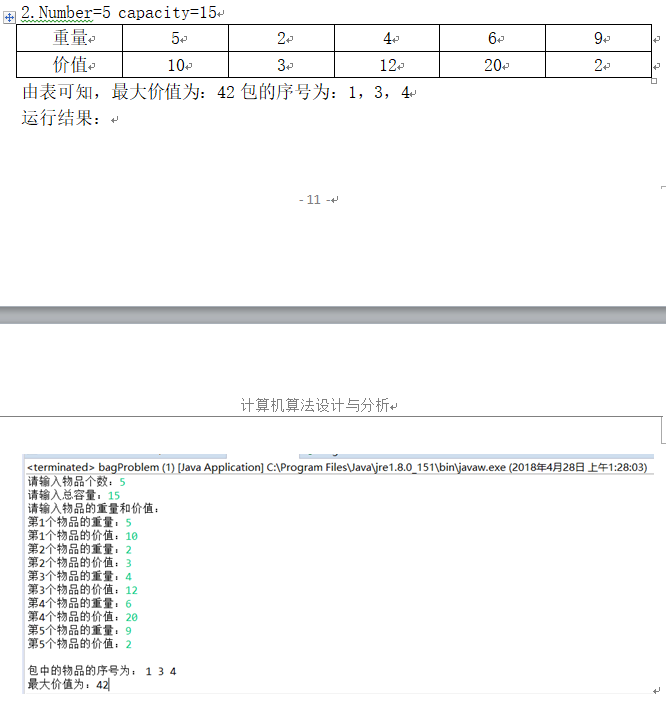 2.Number=5 capacity=15
重量 5 2 4 6 9
价值 10 3 12 20 2
由表可知，最大价值为：42 包的序号为：1，3，4
运行结果：
- 11 -
计算机算法设计与分析
<terminated> bagProblem (1) [Java Application] C:\Program Files\Java\jre1.8.0_151\bin\javaw.exe (2018年4月28日 上午1:28:03)
请输入物品个数：5
请输入总容量：15
请输入物品的重量和价值：
第1个物品的重量：5
第1个物品的价值：10
第2个物品的重量：2
第2个物品的价值：3
第3个物品的重量：4
第3个物品的价值：12
第4个物品的重量：6
第4个物品的价值：20
第5个物品的重量：9
第5个物品的价值：2
包中的物品的序号为： 1 3 4
最大价值为：42